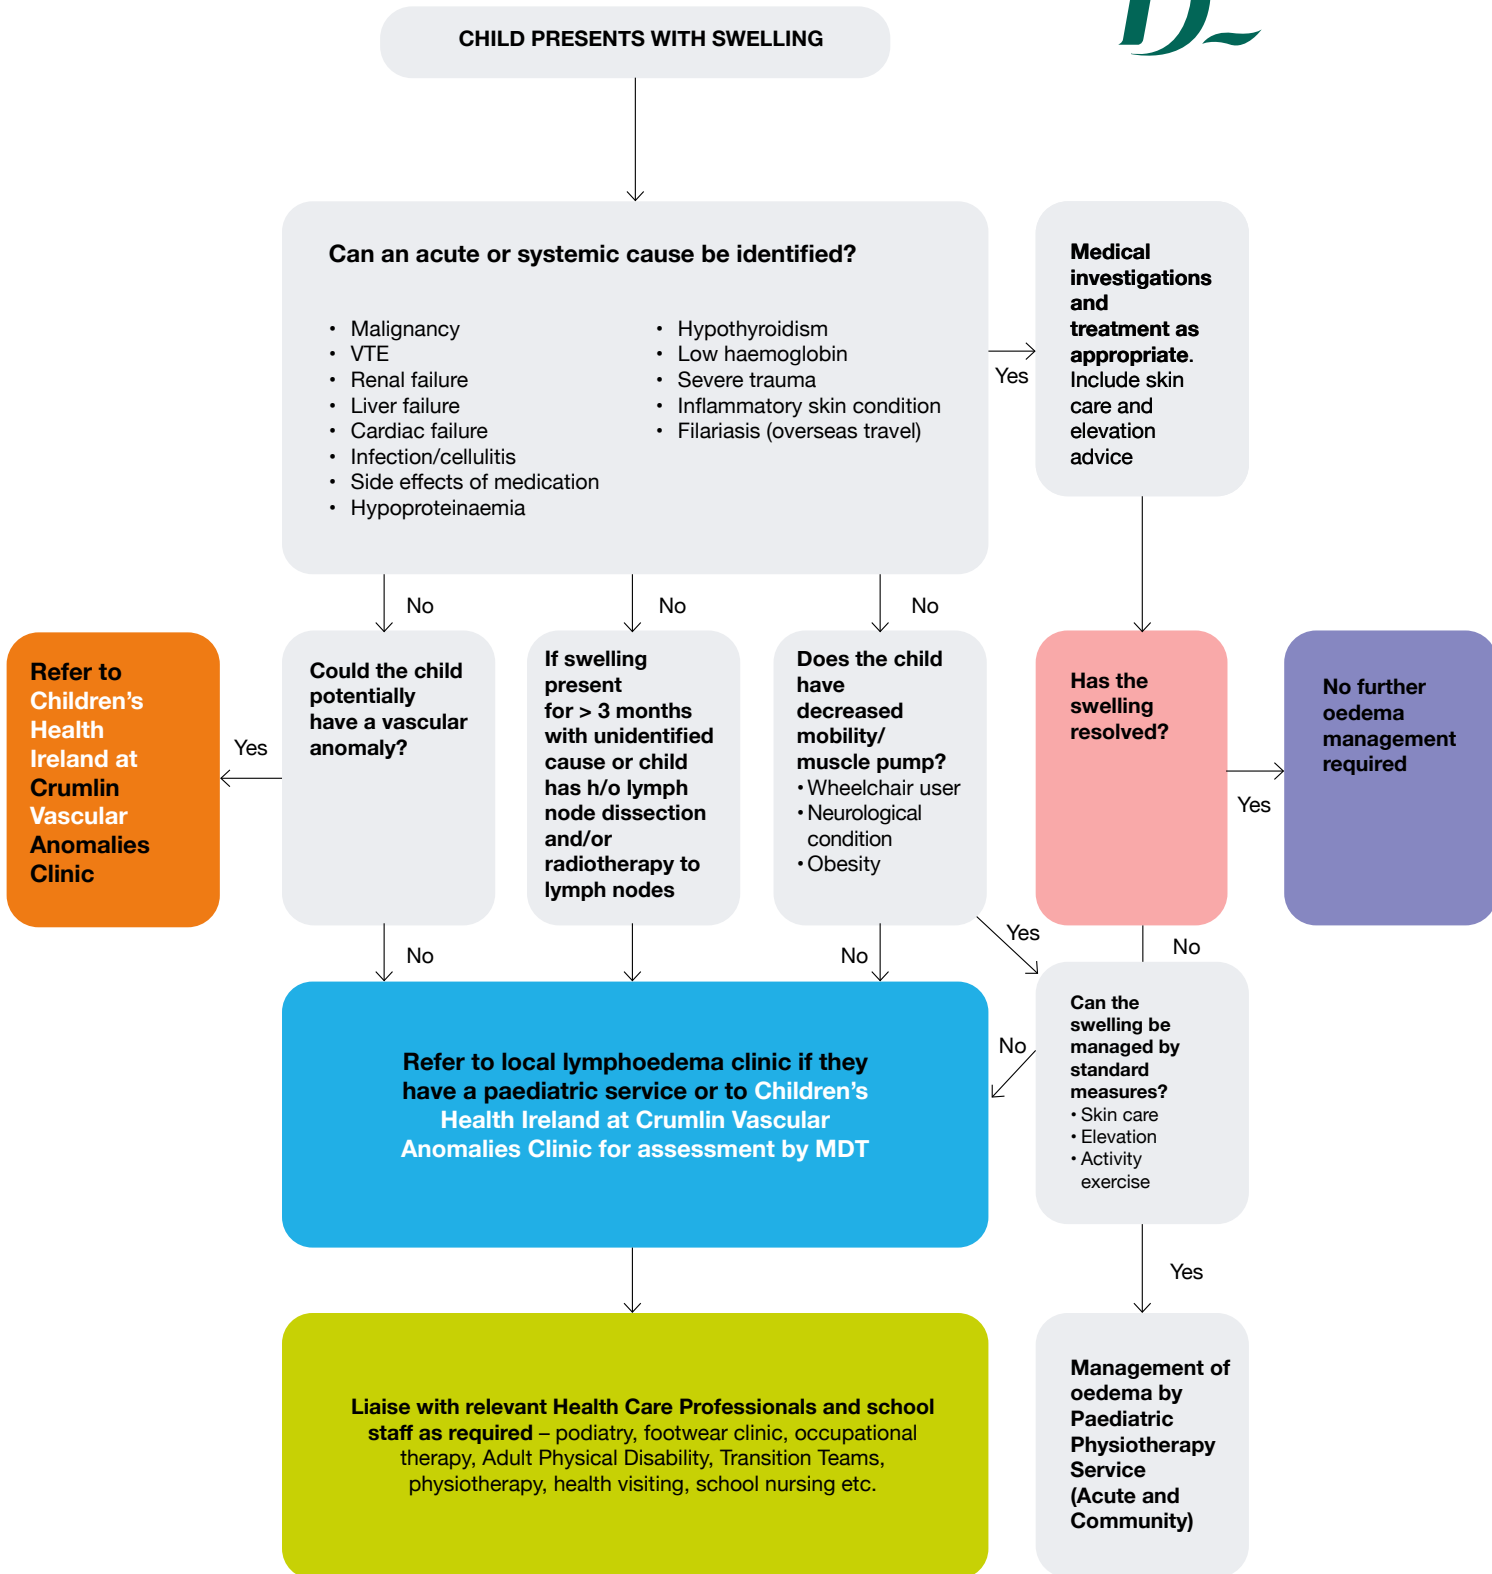 CHILD PRESENTS WITH SWELLING
Can an acute or systemic cause be identified?
• Malignancy
• VTE
• Renal failure
• Liver failure
• Cardiac failure
• Infection/cellulitis
• Side effects of medication
• Hypoproteinaemia
• Hypothyroidism
• Low haemoglobin
• Severe trauma
• Inflammatory skin condition
• Filariasis (overseas travel)
Yes
Medical
investigations
and
treatment as
appropriate.
Include skin
care and
elevation
advice
No
No
No
Refer to
Children’s
Health
Ireland at
Crumlin
Vascular
Anomalies
Clinic
Yes
Could the child
potentially
have a vascular
anomaly?
If swelling
present
for > 3 months
with unidentified
cause or child
has h/o lymph
node dissection
and/or
radiotherapy to
lymph nodes
Does the child
have
decreased
mobility/
muscle pump?
• Wheelchair user
• Neurological
condition
• Obesity
Has the
swelling
resolved?
Yes
No further
oedema
management
required
No
No
Yes
No
Refer to local lymphoedema clinic if they
have a paediatric service or to Children’s
Health Ireland at Crumlin Vascular
Anomalies Clinic for assessment by MDT
No
Can the
swelling be
managed by
standard
measures?
• Skin care
• Elevation
• Activity
exercise
Yes
Liaise with relevant Health Care Professionals and school
staff as required – podiatry, footwear clinic, occupational
therapy, Adult Physical Disability, Transition Teams,
physiotherapy, health visiting, school nursing etc.
Management of
oedema by
Paediatric
Physiotherapy
Service
(Acute and
Community)